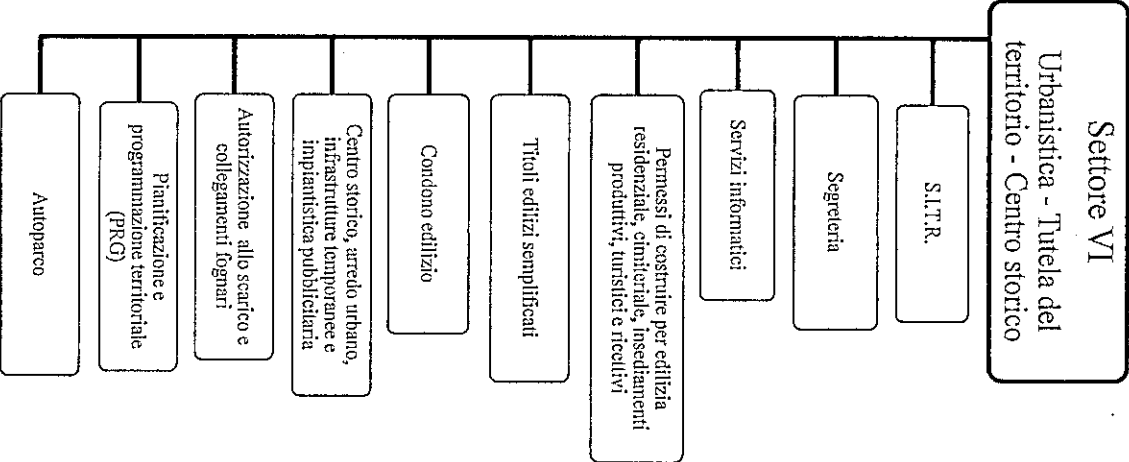 Settore VI
Urbanistica - Tutela del
territorio - Centro storico
S.I.T.R.
Segreteria
Servizi informatici
Permessi di costruire per edilizia
residenziale, cimiteriale, insediamenti
produttivi, turistici e ricettivi
Titoli edilizi semplificati
Condono edilizio
Centro storico, arredo urbano,
infrastrutture temporanee e
impiantistica pubblicitaria
Autorizzazione allo scarico e
collegamenti fognari
Pianificazione e
programmazione territoriale
(PRG)
Autoparco